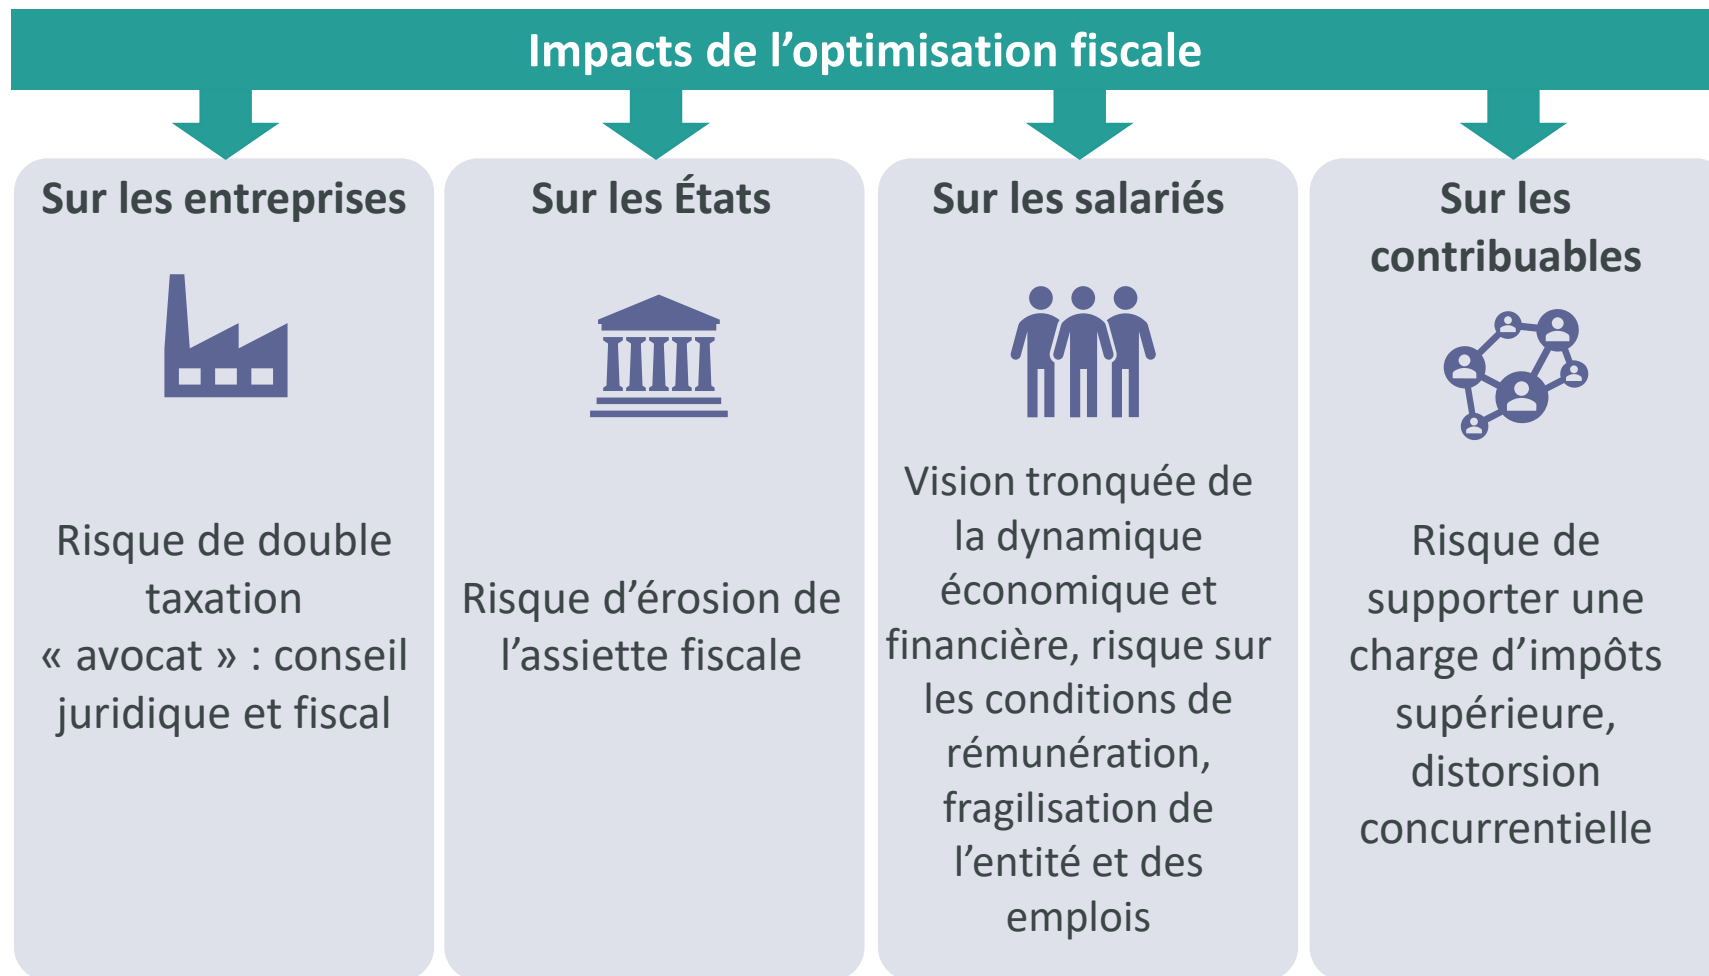 Impacts de l’optimisation fiscale
Sur les entreprises
Risque de double
taxation
« avocat » : conseil
juridique et fiscal
Sur les États
Risque d’érosion de
l’assiette fiscale
Sur les salariés
Vision tronquée de
la dynamique
économique et
financière, risque sur
les conditions de
rémunération,
fragilisation de
l’entité et des
emplois
Sur les
contribuables
Risque de
supporter une
charge d’impôts
supérieure,
distorsion
concurrentielle